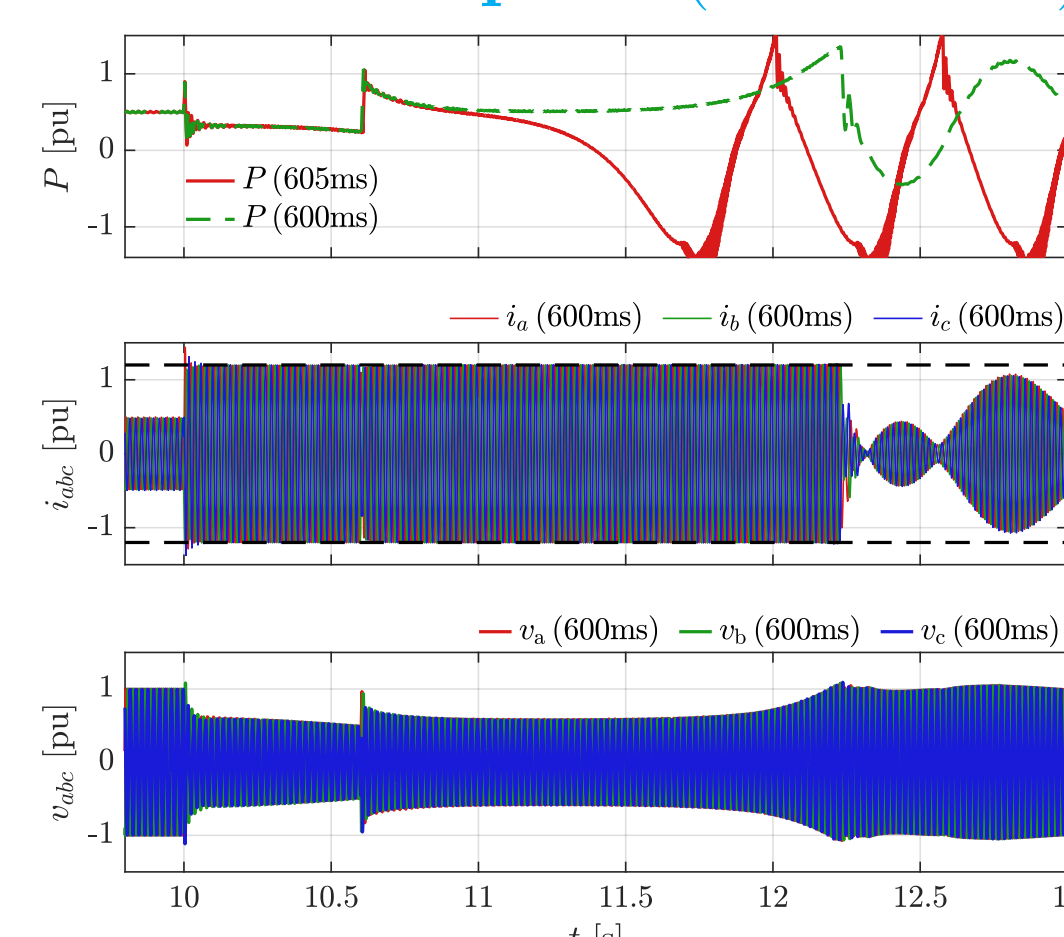 P [pu]
1
0
-1
P (605ms)
P (600ms)
i_a (600ms) i_b (600ms) i_c (600ms)
i_abc [pu]
1
0
-1
v_a (600ms) v_b (600ms) v_c (600ms)
v_abc [pu]
1
0
-1
10 10.5 11 11.5 12 12.5
t [s]